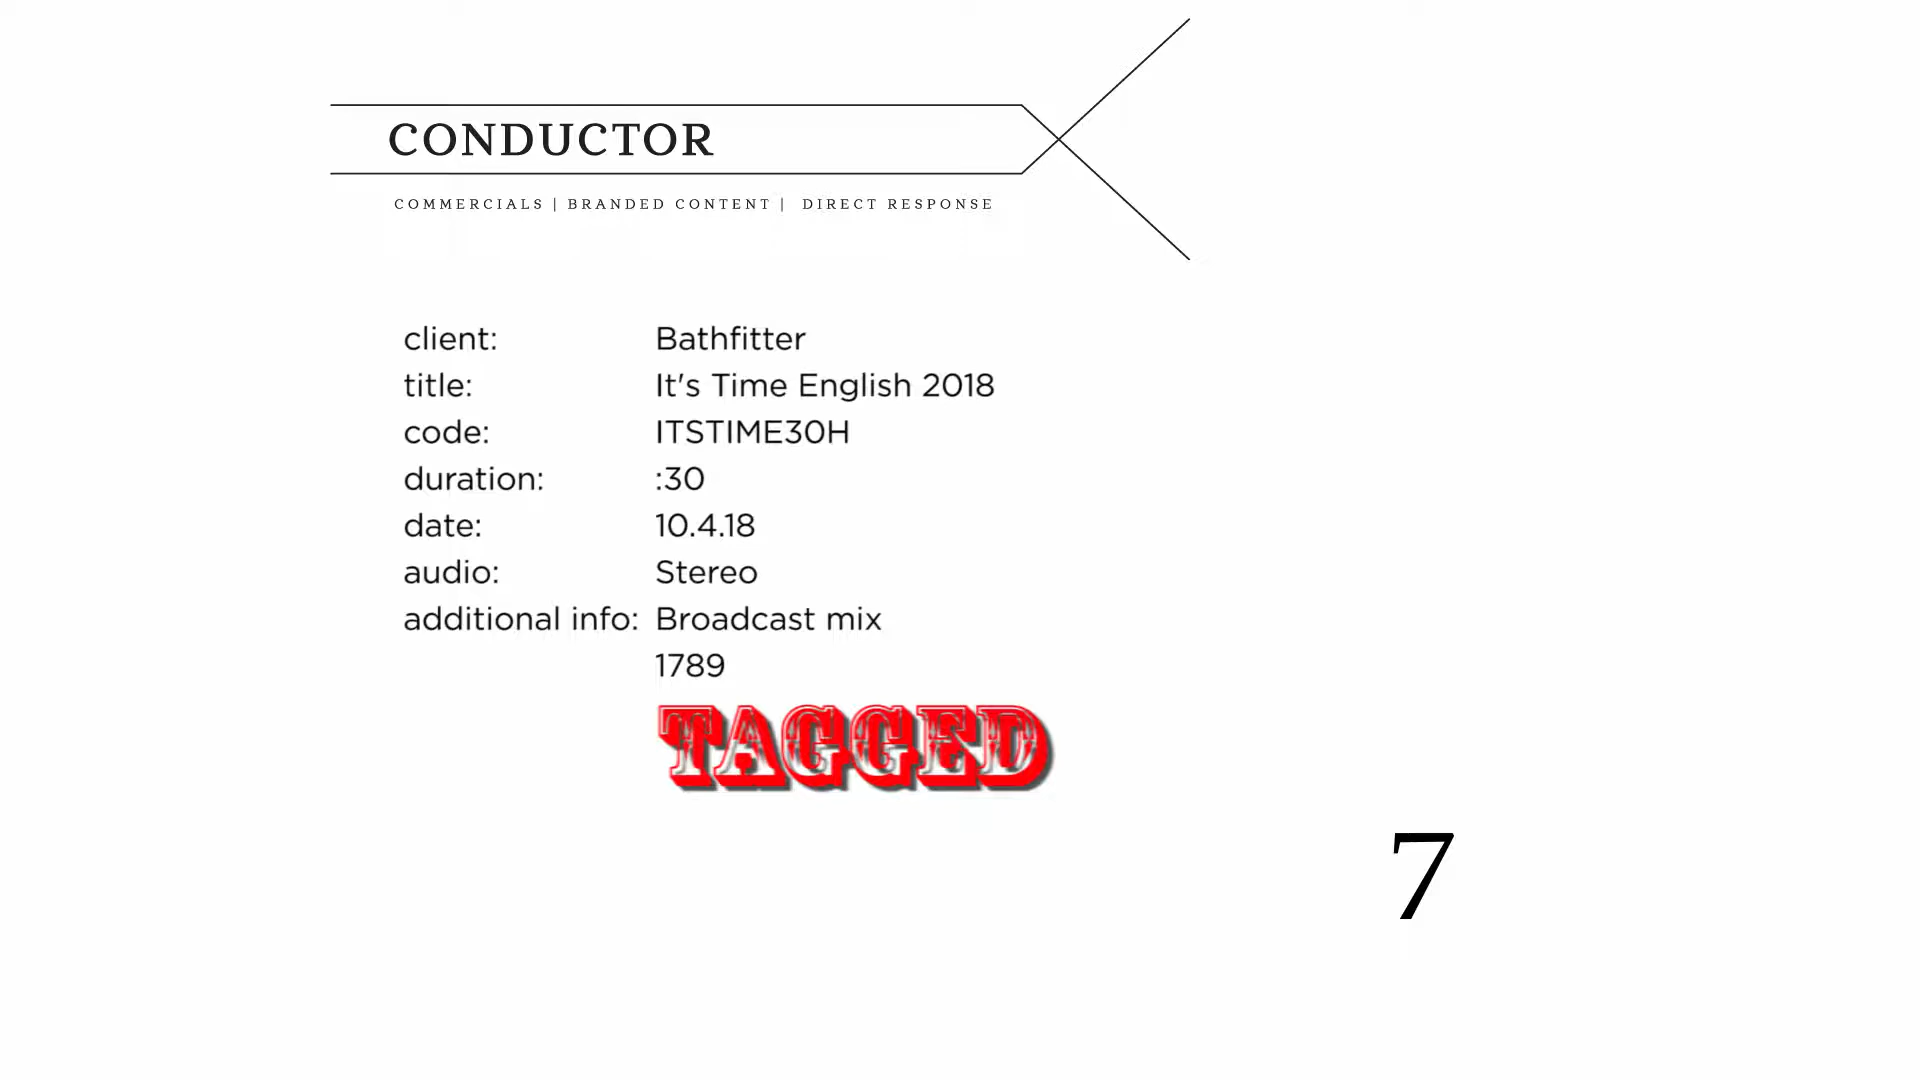 CONDUCTOR
COMMERCIALS | BRANDED CONTENT | DIRECT RESPONSE
client: Bathfitter
title: It's Time English 2018
code: ITSTIME30H
duration: :30
date: 10.4.18
audio: Stereo
additional info: Broadcast mix
1789
TAGGED
7